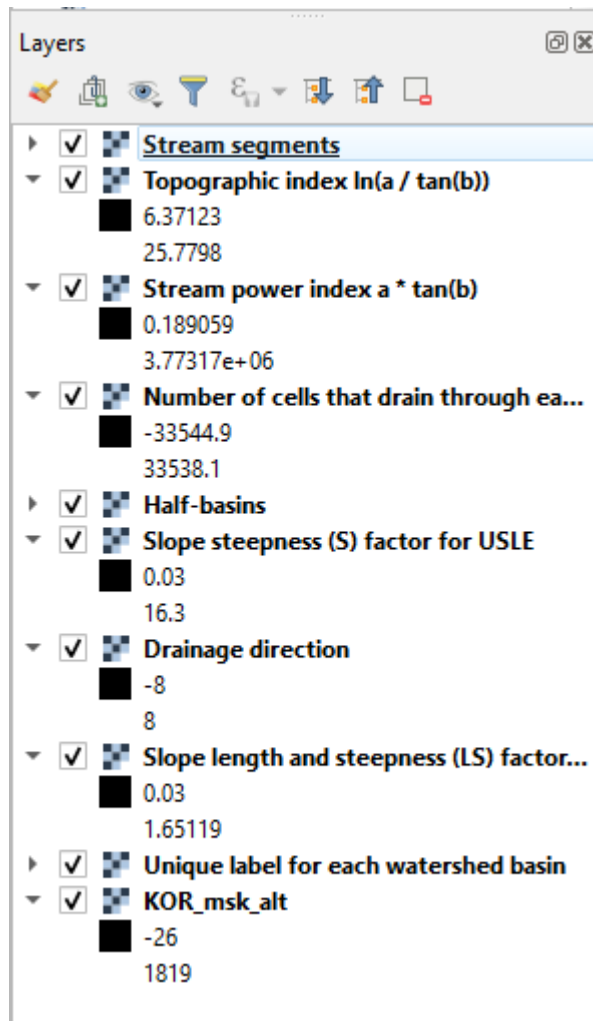 Layers
Stream segments
Topographic index ln(a / tan(b))
6.37123
25.7798
Stream power index a * tan(b)
0.189059
3.77317e+06
Number of cells that drain through ea...
-33544.9
33538.1
Half-basins
Slope steepness (S) factor for USLE
0.03
16.3
Drainage direction
-8
8
Slope length and steepness (LS) factor...
0.03
1.65119
Unique label for each watershed basin
KOR_msk_alt
-26
1819